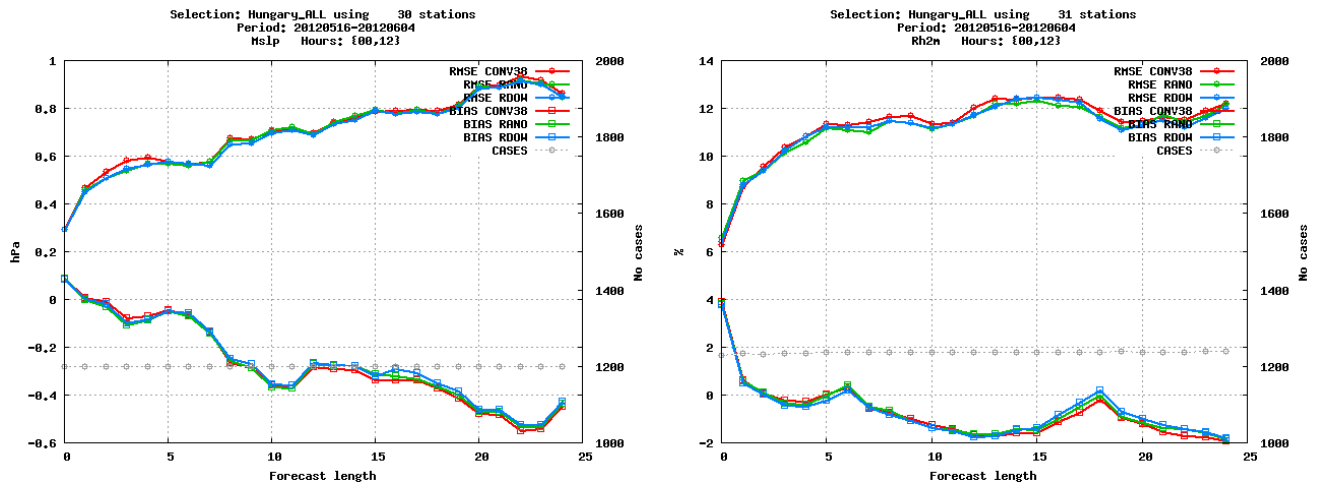 Selection: Hungary_ALL using 30 stations
Period: 20120516-20120604
Mslp Hours: {00,12}
1
0.8
0.6
0.4
0.2
0
-0.2
-0.4
-0.6
hPa
2000
1800
1600
1400
1200
1000
No cases
RMSE CONV38
RMSE RANO
RMSE RDOW
BIAS CONV38
BIAS RANO
BIAS RDOW
CASES
0 5 10 15 20 25
Forecast length
Selection: Hungary_ALL using 31 stations
Period: 20120516-20120604
Rh2m Hours: {00,12}
14
12
10
8
6
4
2
0
-2
%
2000
1800
1600
1400
1200
1000
No cases
RMSE CONV38
RMSE RANO
RMSE RDOW
BIAS CONV38
BIAS RANO
BIAS RDOW
CASES
0 5 10 15 20 25
Forecast length